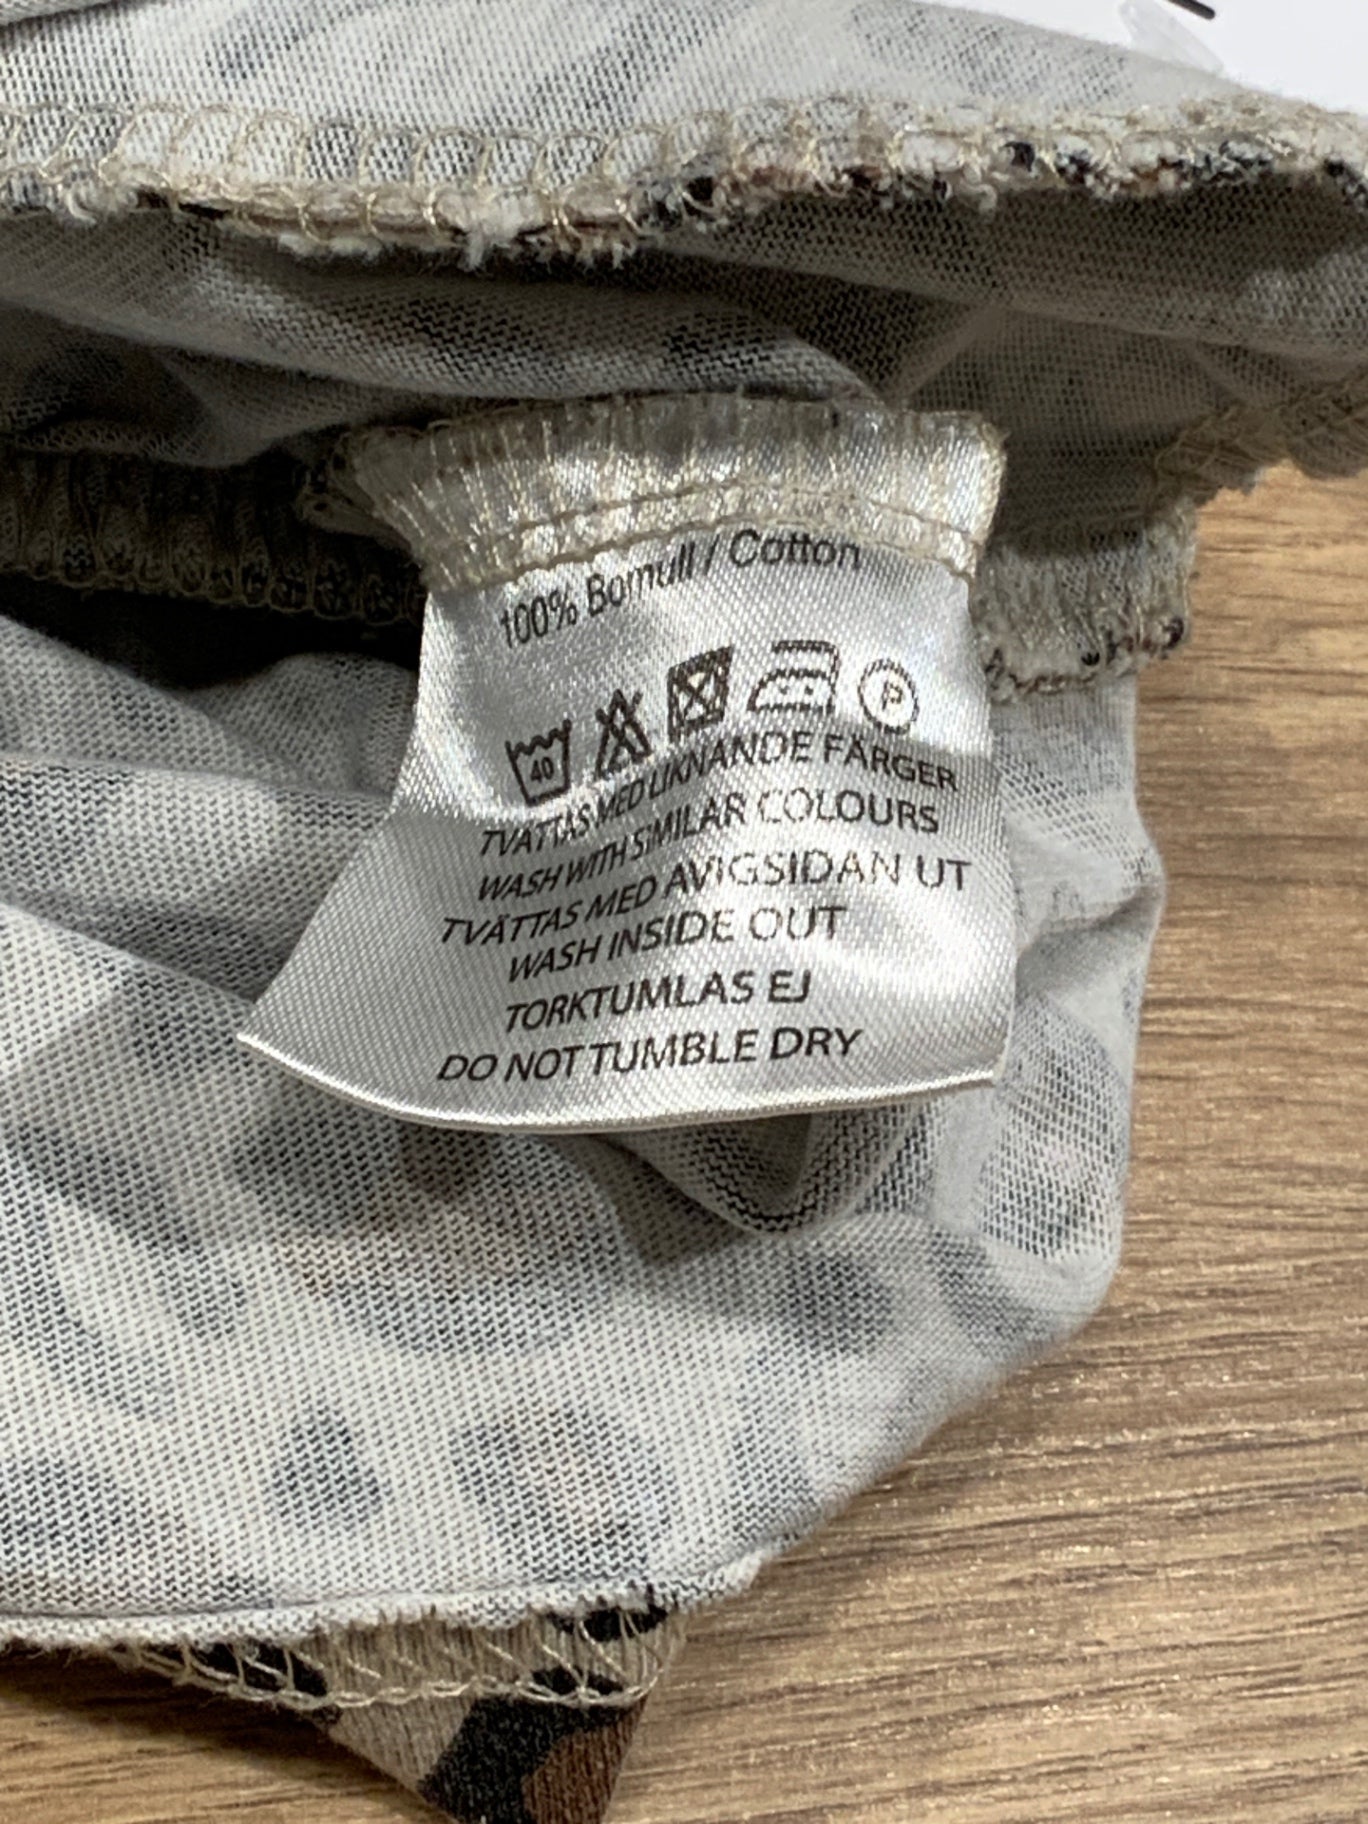 100% Bomull / Cotton
40 P
TVÄTTAS MED LIKNANDE FÄRGER
WASH WITH SIMILAR COLOURS
TVÄTTAS MED AVIGSIDAN UT
WASH INSIDE OUT
TORKTUMLAS EJ
DO NOT TUMBLE DRY